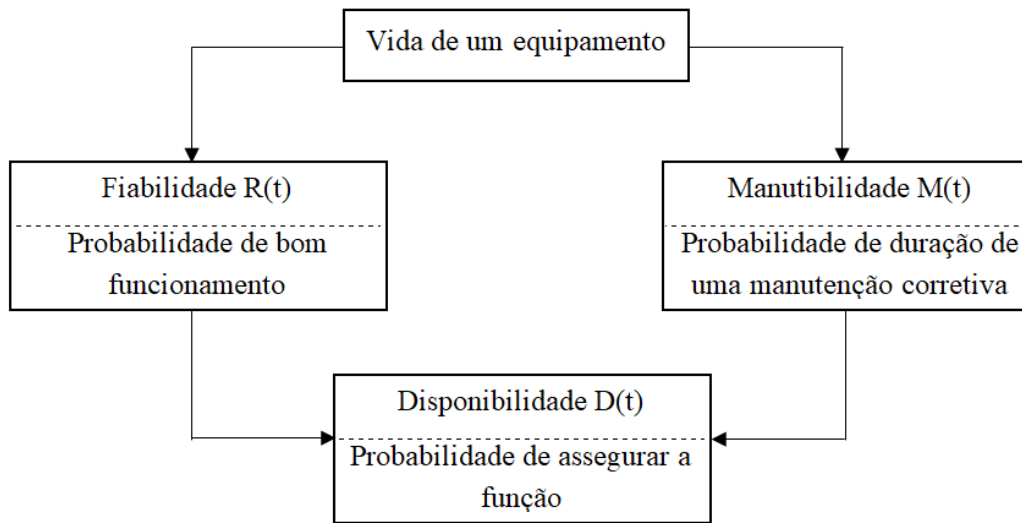 Vida de um equipamento
Fiabilidade R(t)
Probabilidade de bom
funcionamento
Manutibilidade M(t)
Probabilidade de duração de
uma manutenção corretiva
Disponibilidade D(t)
Probabilidade de assegurar a
função